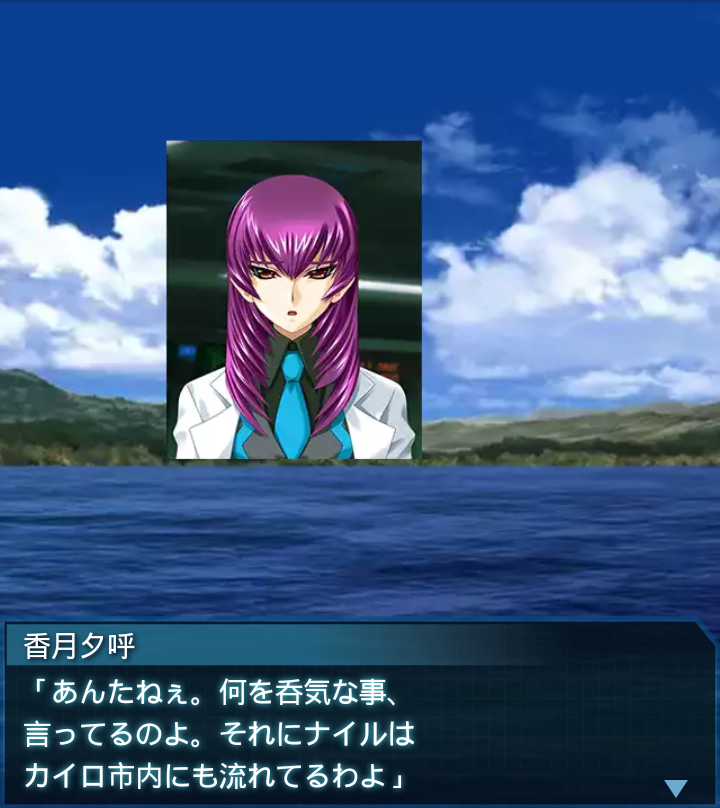 香月夕呼
「あんたねぇ。何を呑気な事、
言ってるのよ。それにナイルは
カイロ市内にも流れてるわよ」